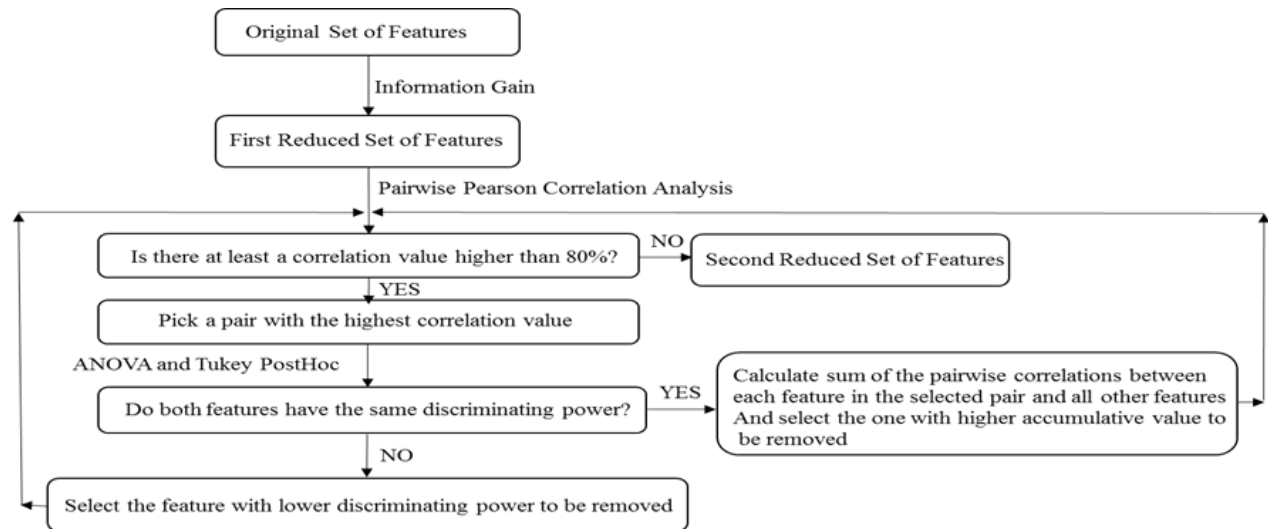 Original Set of Features
Information Gain
First Reduced Set of Features
Pairwise Pearson Correlation Analysis
Is there at least a correlation value higher than 80%?
NO
Second Reduced Set of Features
YES
Pick a pair with the highest correlation value
ANOVA and Tukey PostHoc
Do both features have the same discriminating power?
YES
Calculate sum of the pairwise correlations between
each feature in the selected pair and all other features
And select the one with higher accumulative value to
be removed
NO
Select the feature with lower discriminating power to be removed